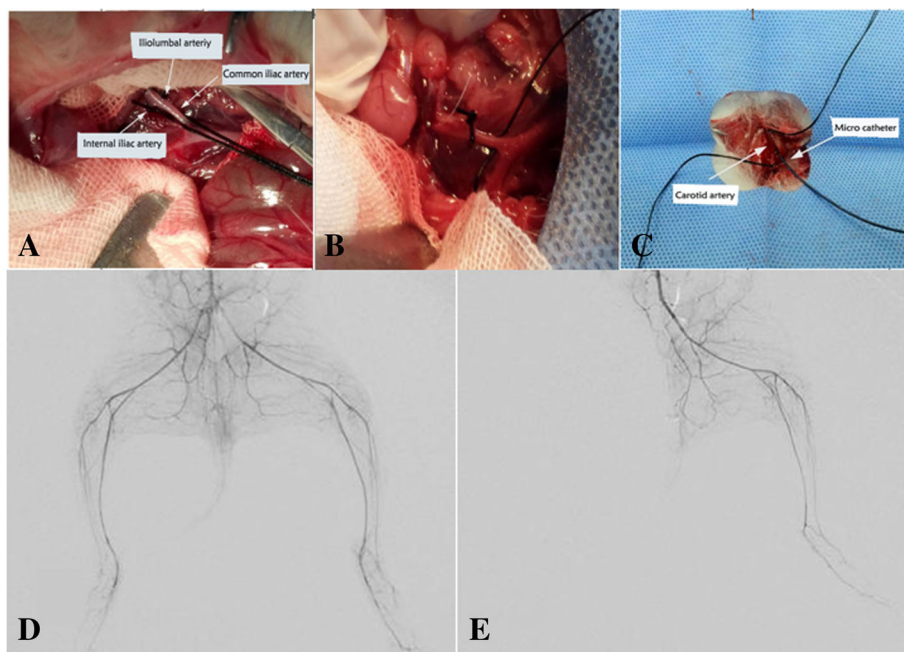 Iliolumbal arteriy
Common iliac artery
Internal iliac artery
A
B
Micro catheter
Carotid artery
C
D
E